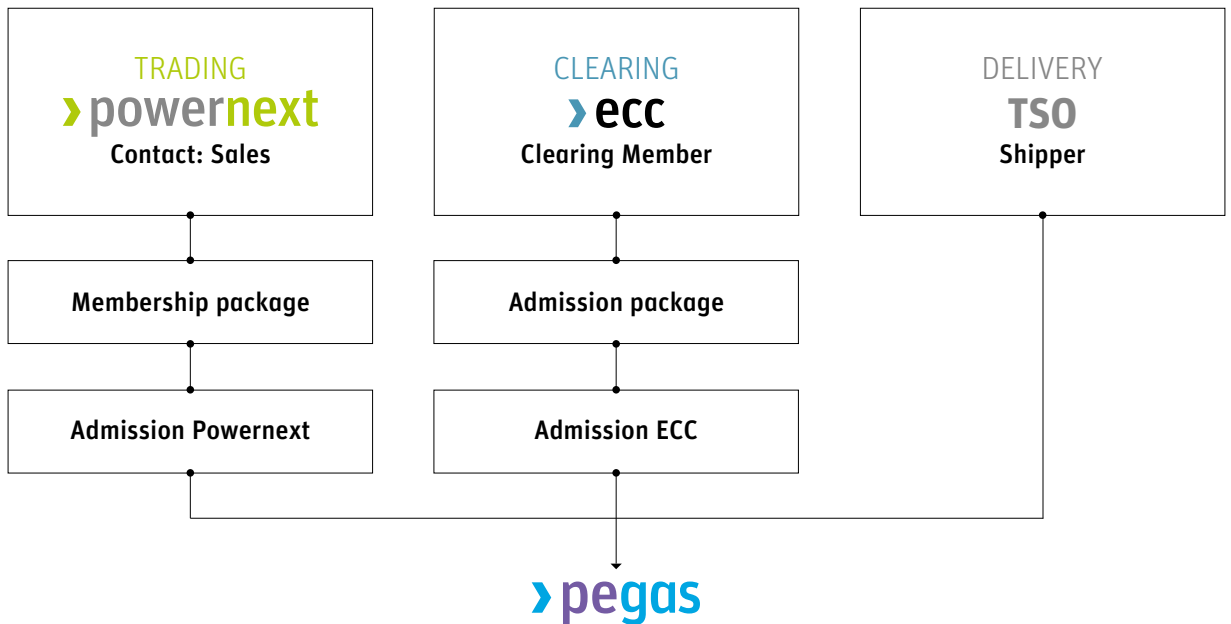 TRADING
powernext
Contact: Sales
CLEARING
ecc
Clearing Member
DELIVERY
TSO
Shipper
Membership package
Admission package
Admission Powernext
Admission ECC
pegas